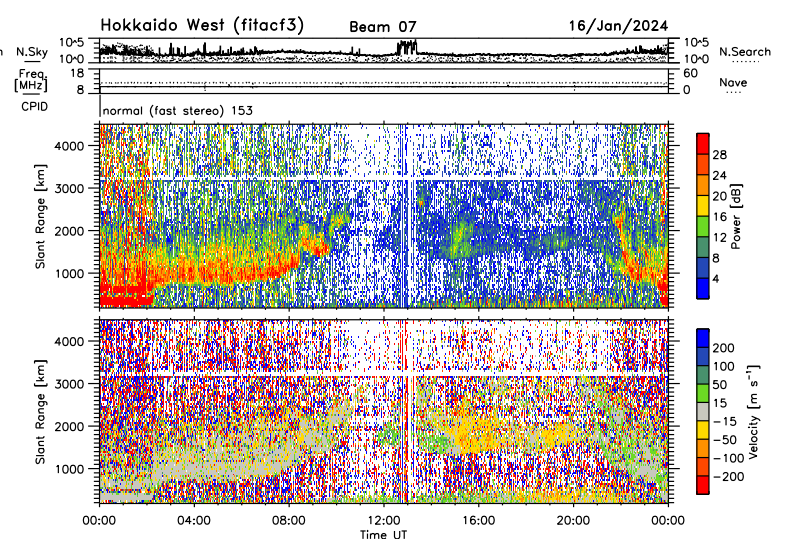 Hokkaido West (fitacf3) Beam 07 16/Jan/2024
N.Sky 10^5 10^5 N.Search
10^0 10^0
Freq. 18 60 Nave
[MHz] 8 0
CPID normal (fast stereo) 153
Slant Range [km]
4000
3000
2000
1000
28
24
20
16
12
8
4
Power [dB]
Slant Range [km]
4000
3000
2000
1000
200
100
50
15
-15
-50
-100
-200
Velocity [m s⁻¹]
00:00 04:00 08:00 12:00 16:00 20:00 00:00
Time UT